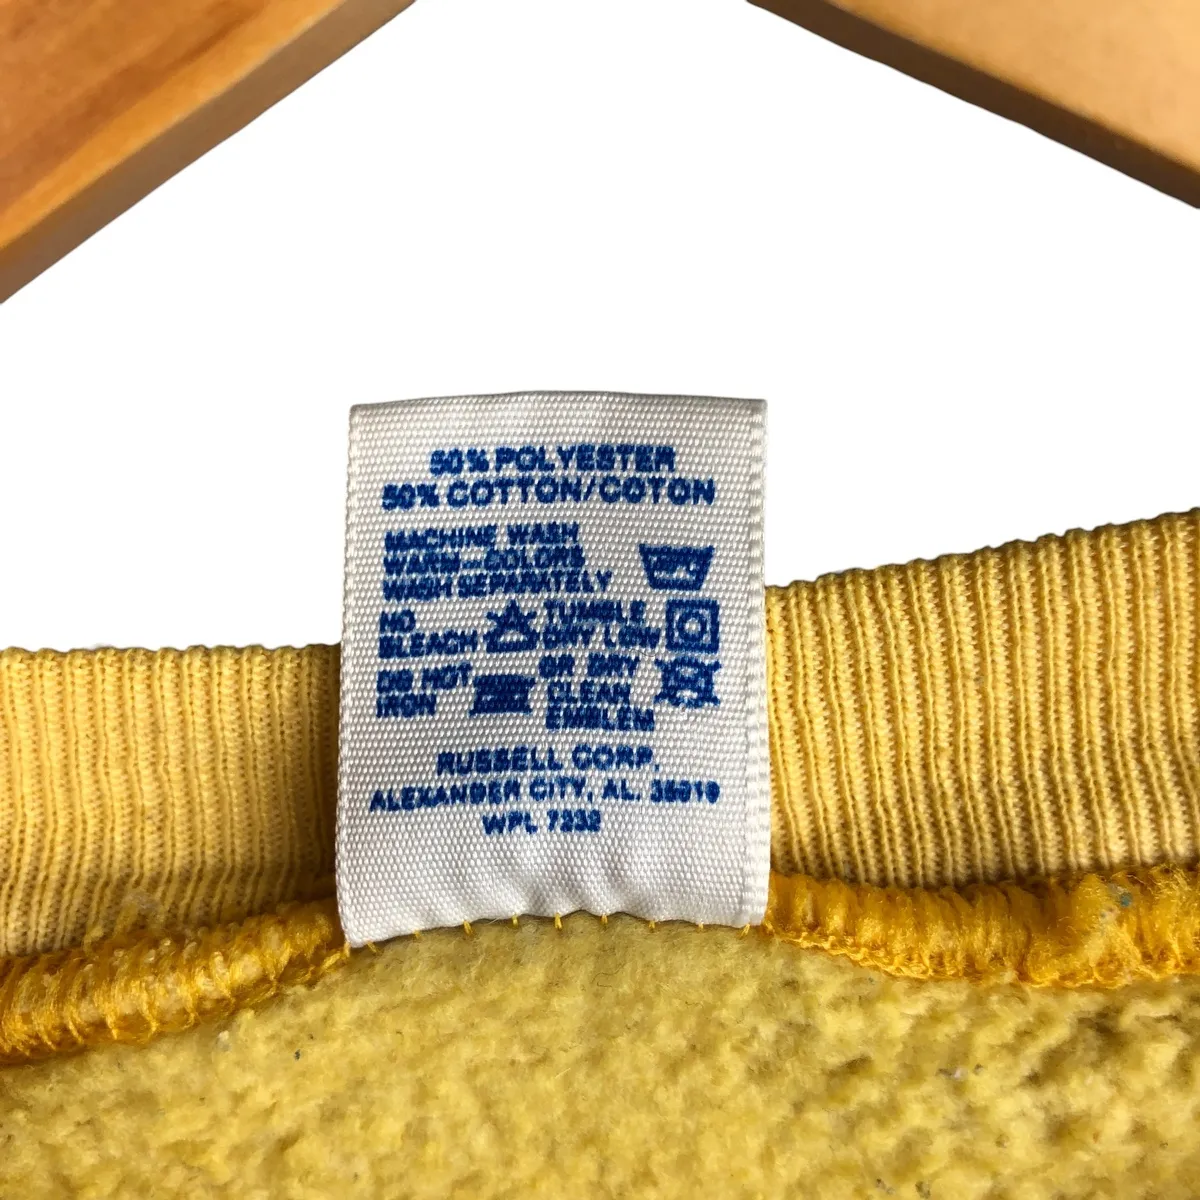 50% POLYESTER
50% COTTON/COTON
MACHINE WASH
WARM—COLORS
WASH SEPARATELY
NO
BLEACH
TUMBLE
DRY LOW
DO NOT
IRON
OR DRY
CLEAN
EMBLEM
RUSSELL CORP.
ALEXANDER CITY, AL. 35010
WPL 7232